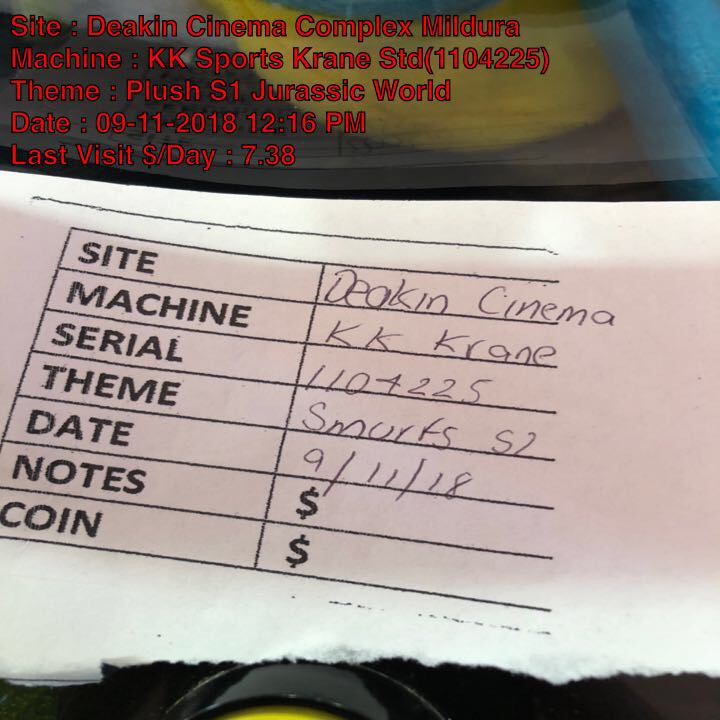 Site : Deakin Cinema Complex Mildura
Machine : KK Sports Krane Std(1104225)
Theme : Plush S1 Jurassic World
Date : 09-11-2018 12:16 PM
Last Visit $/Day : 7.38
SITE Deakin Cinema
MACHINE KK Krane
SERIAL 1104225
THEME Smurfs S2
DATE 9/11/18
NOTES $
COIN $